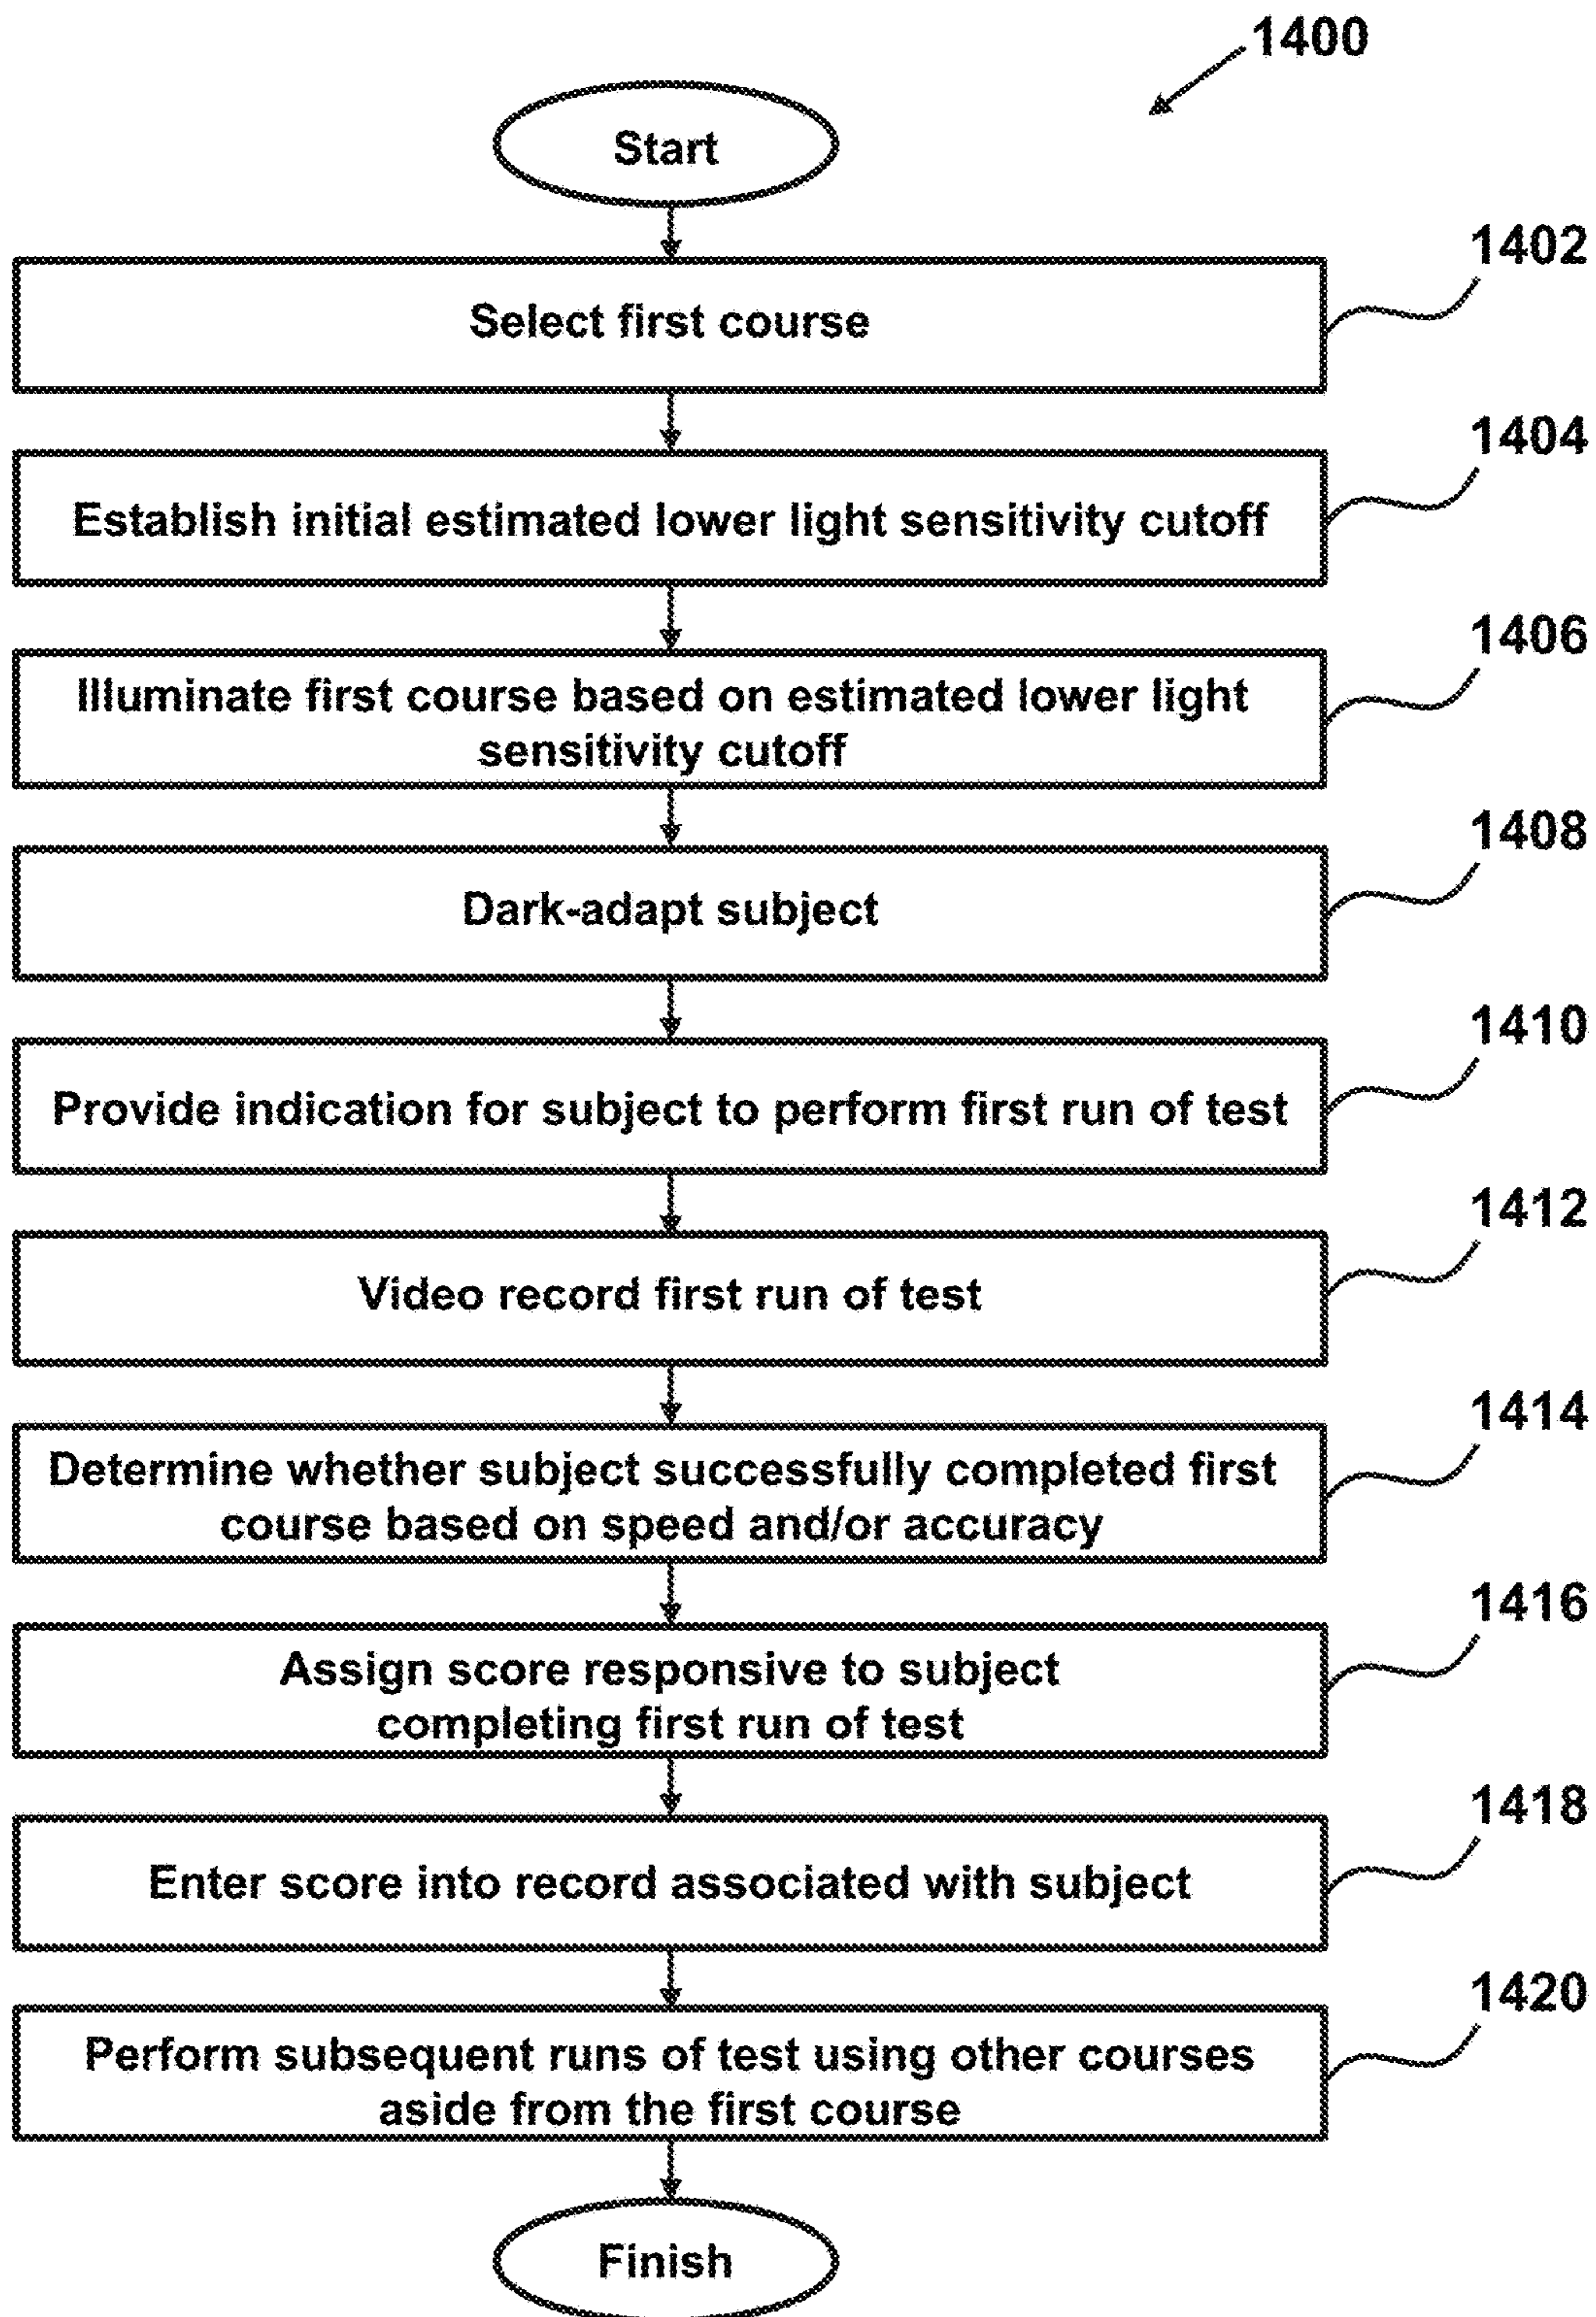 1400
Start
1402
Select first course
1404
Establish initial estimated lower light sensitivity cutoff
1406
Illuminate first course based on estimated lower light
sensitivity cutoff
1408
Dark-adapt subject
1410
Provide indication for subject to perform first run of test
1412
Video record first run of test
1414
Determine whether subject successfully completed first
course based on speed and/or accuracy
1416
Assign score responsive to subject
completing first run of test
1418
Enter score into record associated with subject
1420
Perform subsequent runs of test using other courses
aside from the first course
Finish